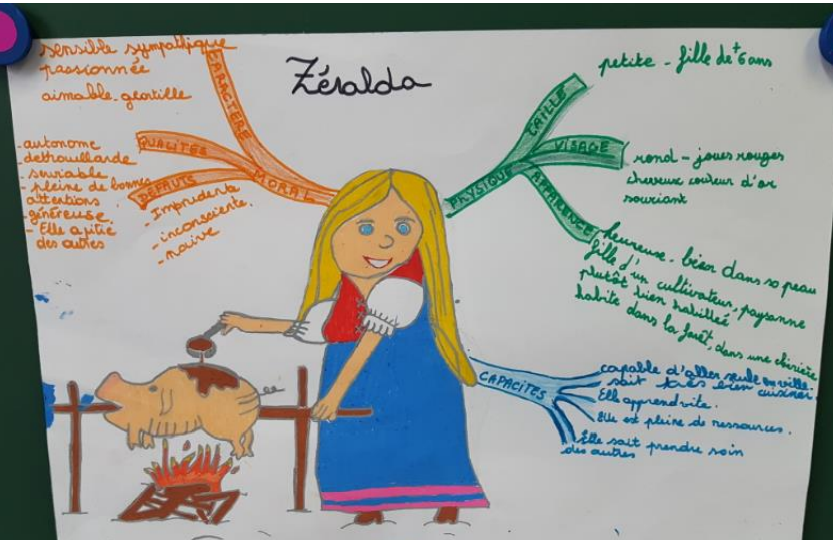 Zéralda
sensible sympathique
passionnée
aimable-gentille
CARACTÈRE
-autonome
-detrouillarde
-serviable
-pleine de bonnes
attentions
-généreuse.
- Elle a pitié
des autres
QUALITÉS
DÉFAUTS
MORAL
- Imprudente
- inconsciente.
- naïve
petite - fille de + 6 ans
TAILLE
VISAGE
PHYSIQUE
APPARENCE
rond - joues rouges
cheveux couleur d'or
souriant
heureuse - bien dans sa peau
fille d'un cultivateur, paysanne
plutôt bien habillée
habite dans la forêt, dans une
CAPACITÉS
capable d'aller seule en ville.
sait très bien cuisiner.
Elle apprend vite.
Elle est pleine de ressources.
Elle sait prendre soin
des autres